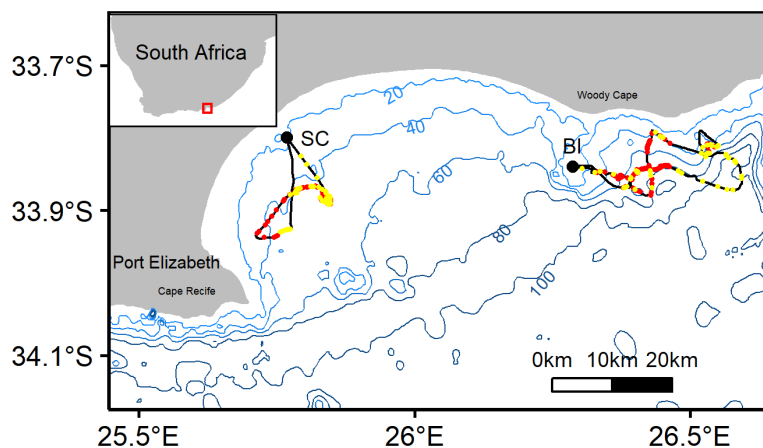 South Africa
33.7°S
33.9°S
34.1°S
Woody Cape
20
40
60
80
100
SC
BI
Port Elizabeth
Cape Recife
0km 10km 20km
25.5°E 26°E 26.5°E